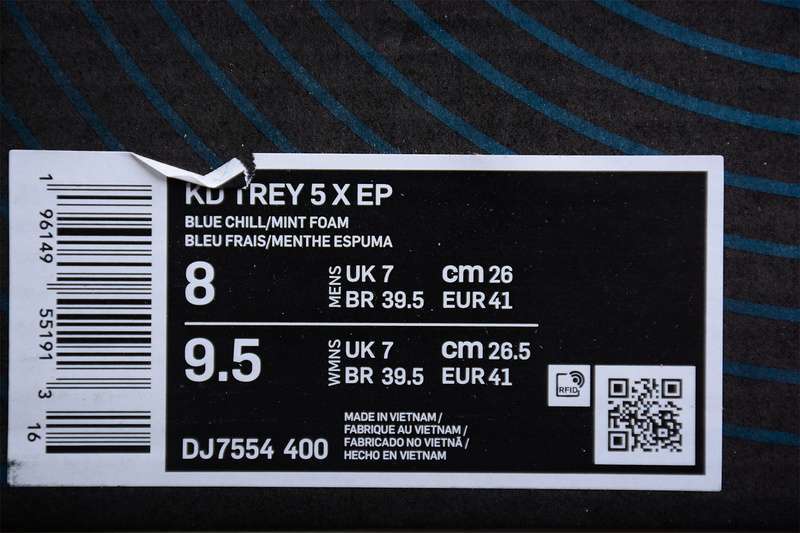 KD TREY 5 X EP
BLUE CHILL/MINT FOAM
BLEU FRAIS/MENTHE ESPUMA
8
MENS
UK 7 cm 26
BR 39.5 EUR 41
9.5
WMNS
UK 7 cm 26.5
BR 39.5 EUR 41
RFID
DJ7554 400
MADE IN VIETNAM /
FABRIQUE AU VIETNAM /
FABRICADO NO VIETNÃ /
HECHO EN VIETNAM
1 96149 55191 3 16